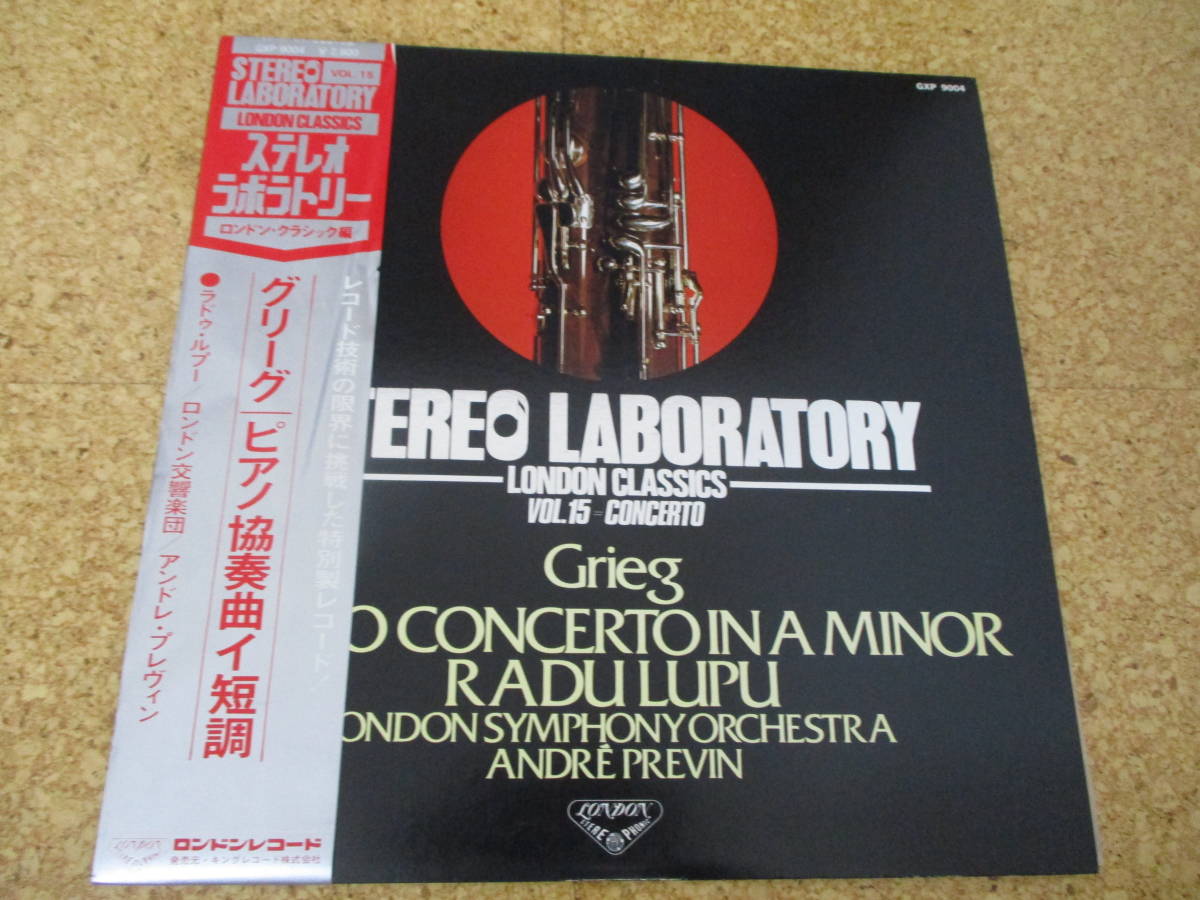 GXP 9004 ¥2,900
STEREO VOL. 15
LABORATORY
LONDON CLASSICS
ステレオ
ラボラトリー
ロンドン・クラシック編
レコード技術の限界に挑戦した特別製レコード!
グリーグ/ピアノ協奏曲イ短調
●ラドゥ・ルプー/ロンドン交響楽団/アンドレ・プレヴィン
LONDON
ロンドンレコード
発売元・キングレコード株式会社
GXP 9004
TEREO LABORATORY
LONDON CLASSICS
VOL.15=CONCERTO
Grieg
O CONCERTO IN A MINOR
RADU LUPU
ONDON SYMPHONY ORCHESTRA
ANDRÉ PREVIN
LONDON
STEREOPHONIC